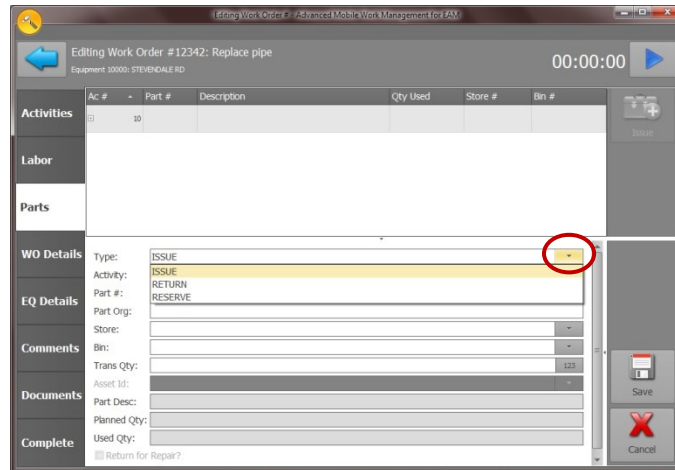 Editing Work Order # - Advanced Mobile Work Management for EAM
Editing Work Order #12342: Replace pipe
Equipment 10000: STEVENDALE RD
00:00:00
Ac # Part # Description Qty Used Store # Bin #
10
Issue
Activities
Labor
Parts
WO Details
EQ Details
Comments
Documents
Complete
Type: ISSUE
ISSUE
Activity:
RETURN
Part #:
RESERVE
Part Org:
Store:
Bin:
Trans Qty: 123
Asset Id:
Part Desc:
Planned Qty:
Used Qty:
Return for Repair?
Save
Cancel